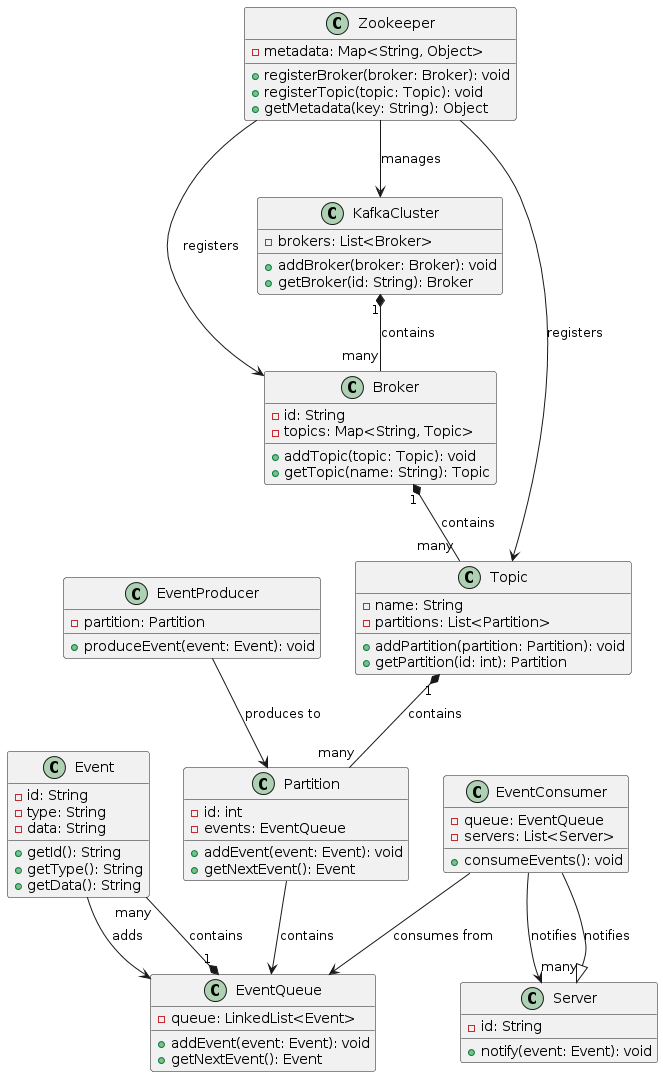 C Zookeeper
metadata: Map<String, Object>
registerBroker(broker: Broker): void
registerTopic(topic: Topic): void
getMetadata(key: String): Object
manages
registers
registers
C KafkaCluster
brokers: List<Broker>
addBroker(broker: Broker): void
getBroker(id: String): Broker
1
contains
many
C Broker
id: String
topics: Map<String, Topic>
addTopic(topic: Topic): void
getTopic(name: String): Topic
1
contains
many
C EventProducer
partition: Partition
produceEvent(event: Event): void
C Topic
name: String
partitions: List<Partition>
addPartition(partition: Partition): void
getPartition(id: int): Partition
produces to
1
contains
many
C Event
id: String
type: String
data: String
getId(): String
getType(): String
getData(): String
C Partition
id: int
events: EventQueue
addEvent(event: Event): void
getNextEvent(): Event
C EventConsumer
queue: EventQueue
servers: List<Server>
consumeEvents(): void
many
adds
contains
1
contains
consumes from
notifies
notifies
many
C EventQueue
queue: LinkedList<Event>
addEvent(event: Event): void
getNextEvent(): Event
C Server
id: String
notify(event: Event): void